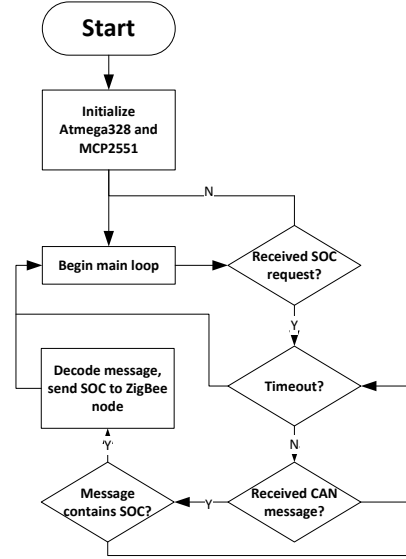 Start
Initialize
Atmega328 and
MCP2551
N
Begin main loop
Received SOC
request?
Y
Decode message,
send SOC to ZigBee
node
Timeout?
Y
N
Message
contains SOC?
Y
Received CAN
message?